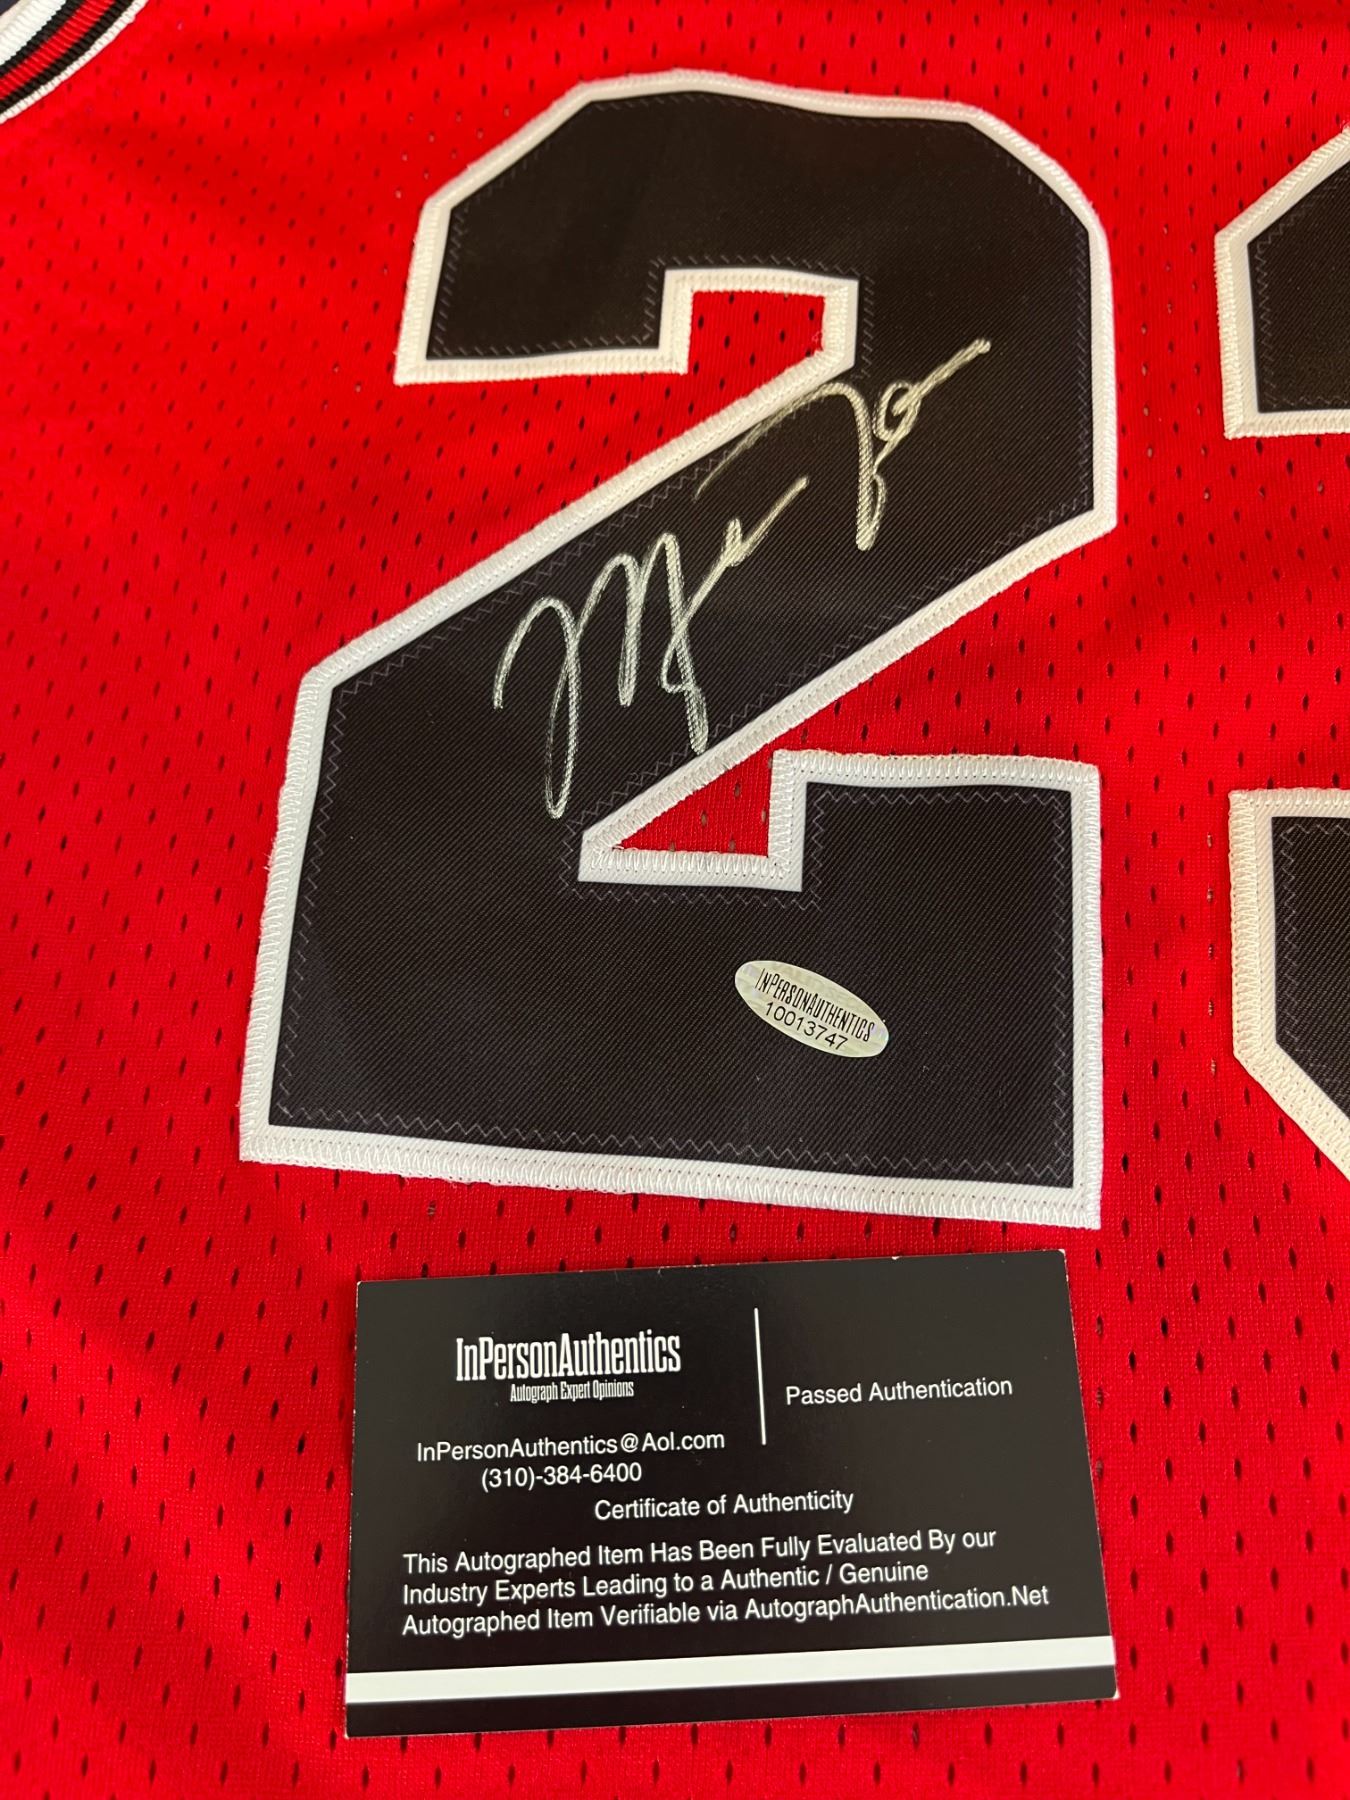 2
INPERSONAUTHENTICS
10013747
InPersonAuthentics
Autograph Expert Opinions
Passed Authentication
InPersonAuthentics@Aol.com
(310)-384-6400
Certificate of Authenticity
This Autographed Item Has Been Fully Evaluated By our
Industry Experts Leading to a Authentic / Genuine
Autographed Item Verifiable via AutographAuthentication.Net